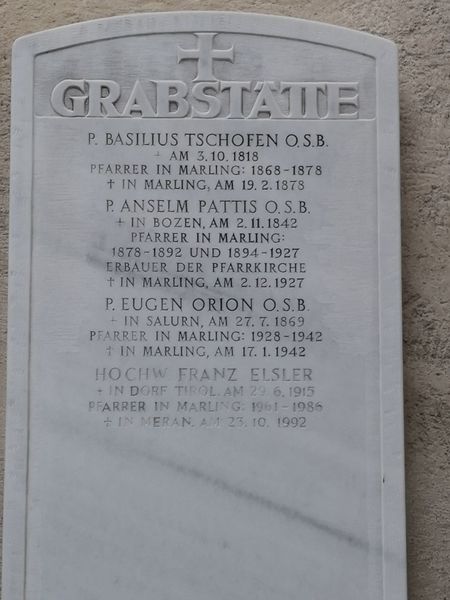 GRABSTÄTTE
P. BASILIUS TSCHOFEN O.S.B.
+ AM 3.10.1818
PFARRER IN MARLING: 1868-1878
† IN MARLING, AM 19.2.1878
P. ANSELM PATTIS O.S.B.
+ IN BOZEN, AM 2.11.1842
PFARRER IN MARLING:
1878-1892 UND 1894-1927
ERBAUER DER PFARRKIRCHE
† IN MARLING, AM 2.12.1927
P. EUGEN ORION O.S.B.
+ IN SALURN, AM 27.7.1869
PFARRER IN MARLING: 1928-1942
† IN MARLING, AM 17.1.1942
HOCHW. FRANZ ELSLER
+ IN DORF TIROL, AM 29.6.1915
PFARRER IN MARLING: 1961-1986
† IN MERAN, AM 23.10.1992